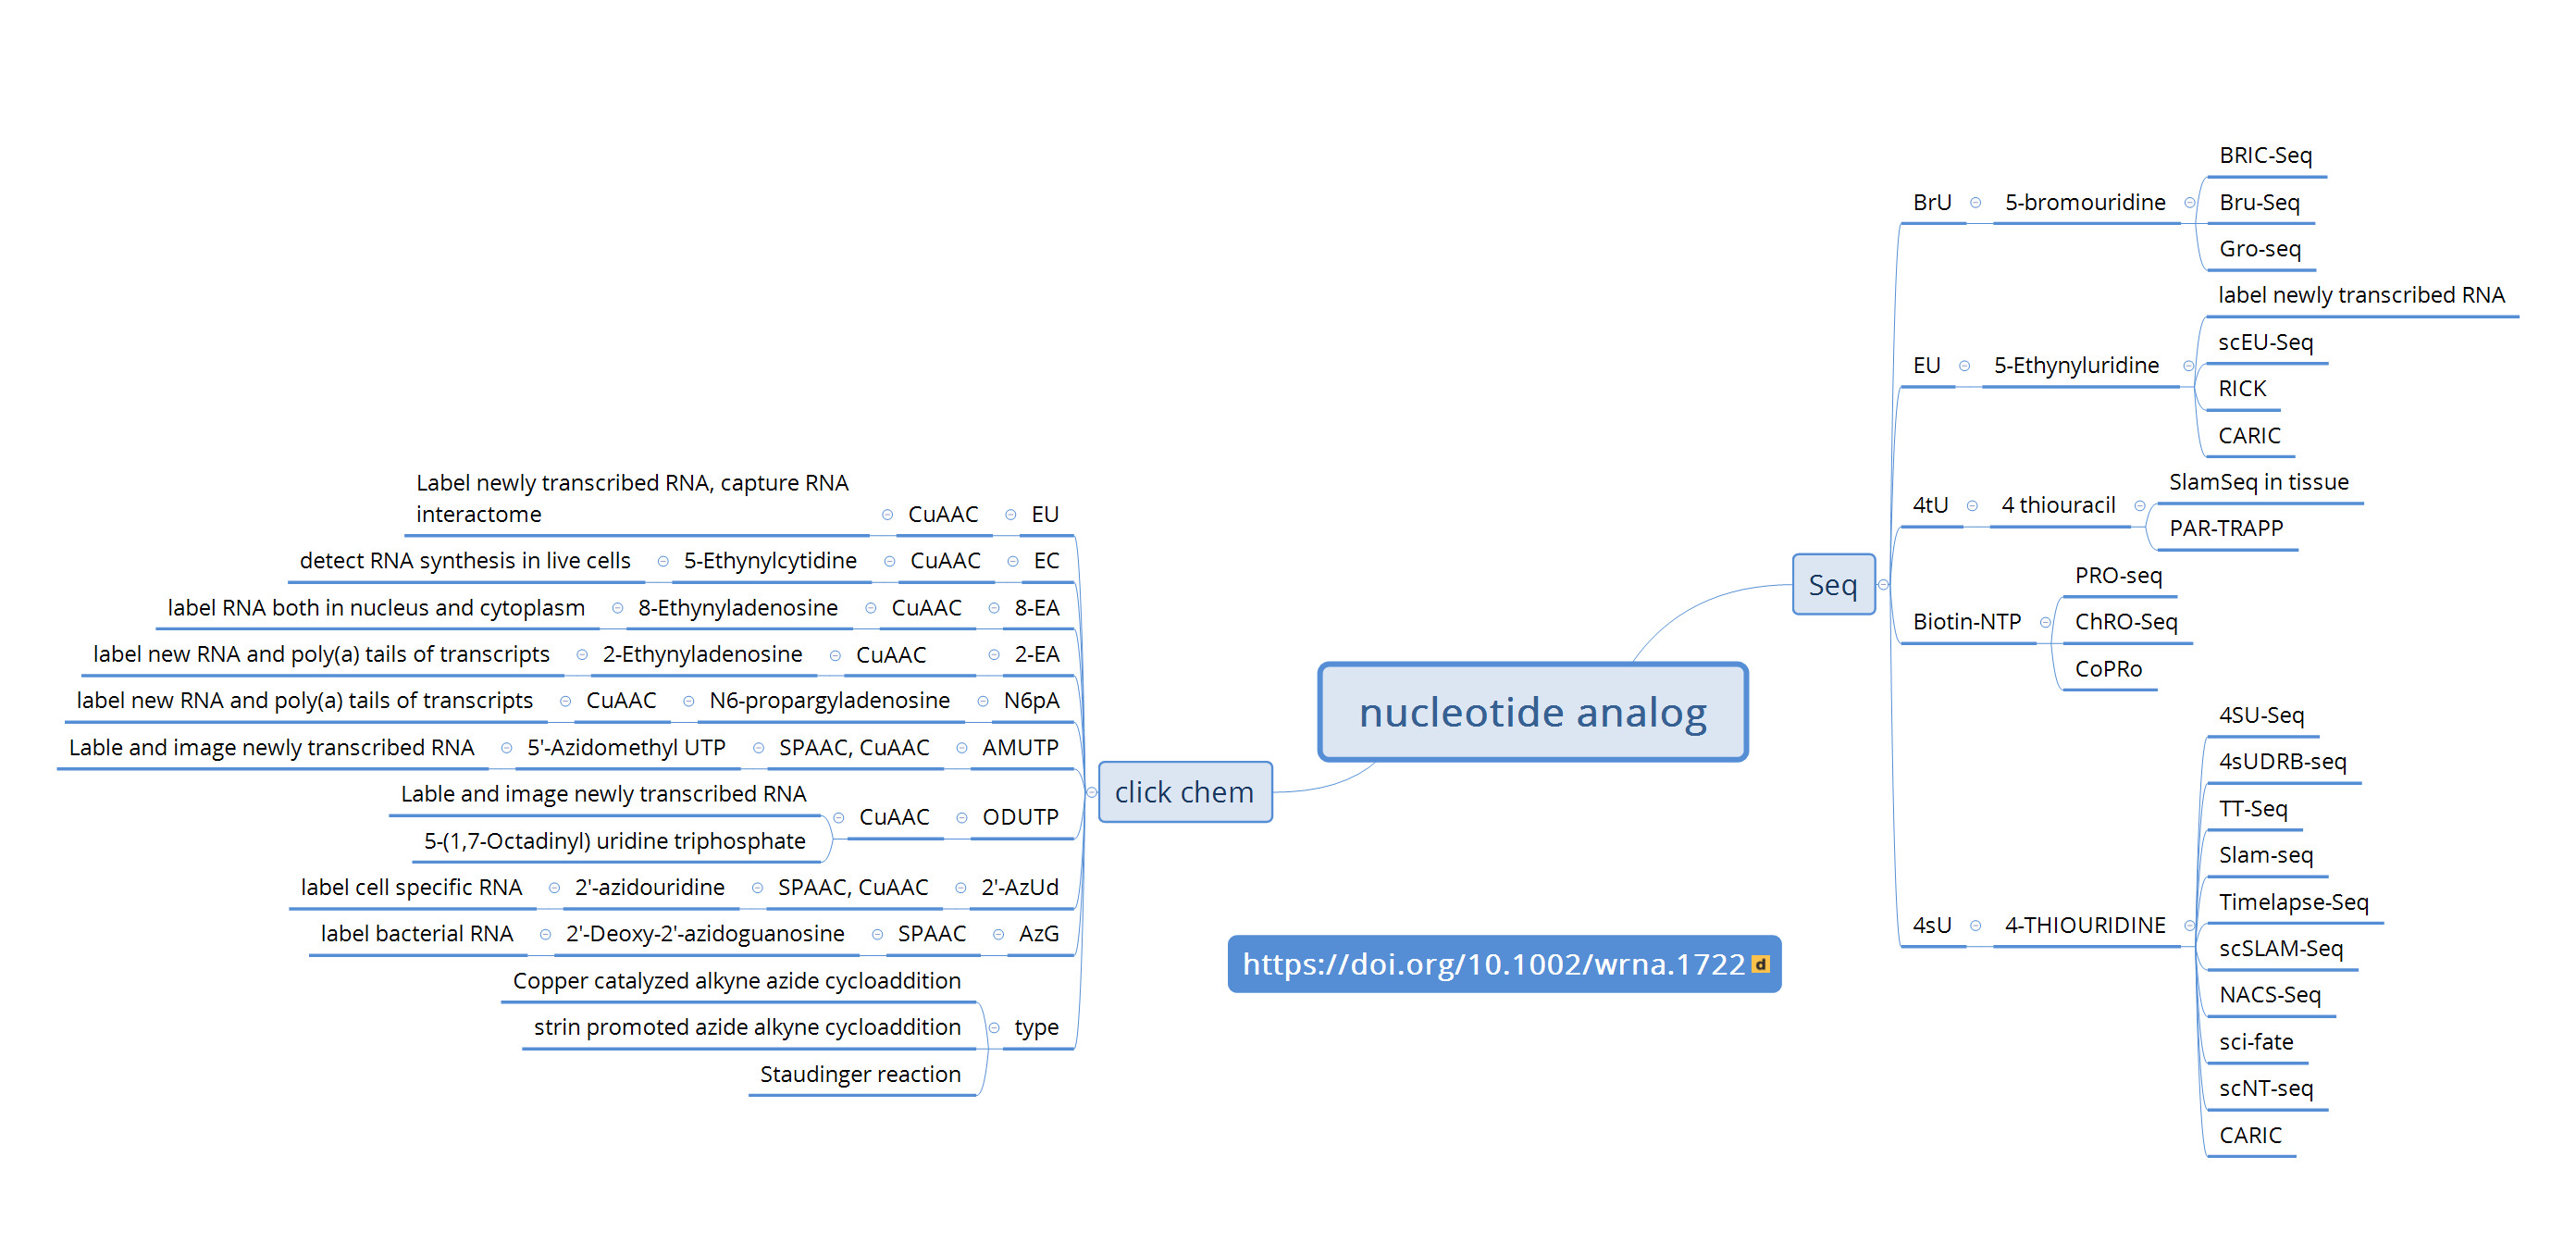 nucleotide analog
Seq
BrU
5-bromouridine
BRIC-Seq
Bru-Seq
Gro-seq
EU
5-Ethynyluridine
label newly transcribed RNA
scEU-Seq
RICK
CARIC
4tU
4 thiouracil
SlamSeq in tissue
PAR-TRAPP
Biotin-NTP
PRO-seq
ChRO-Seq
CoPRo
4sU
4-THIOURIDINE
4SU-Seq
4sUDRB-seq
TT-Seq
Slam-seq
Timelapse-Seq
scSLAM-Seq
NACS-Seq
sci-fate
scNT-seq
CARIC
click chem
Label newly transcribed RNA, capture RNA
interactome
CuAAC
EU
detect RNA synthesis in live cells
5-Ethynylcytidine
CuAAC
EC
label RNA both in nucleus and cytoplasm
8-Ethynyladenosine
CuAAC
8-EA
label new RNA and poly(a) tails of transcripts
2-Ethynyladenosine
CuAAC
2-EA
label new RNA and poly(a) tails of transcripts
CuAAC
N6-propargyladenosine
N6pA
Lable and image newly transcribed RNA
5'-Azidomethyl UTP
SPAAC, CuAAC
AMUTP
Lable and image newly transcribed RNA
5-(1,7-Octadinyl) uridine triphosphate
CuAAC
ODUTP
label cell specific RNA
2'-azidouridine
SPAAC, CuAAC
2'-AzUd
label bacterial RNA
2'-Deoxy-2'-azidoguanosine
SPAAC
AzG
Copper catalyzed alkyne azide cycloaddition
strin promoted azide alkyne cycloaddition
Staudinger reaction
type
https://doi.org/10.1002/wrna.1722
d